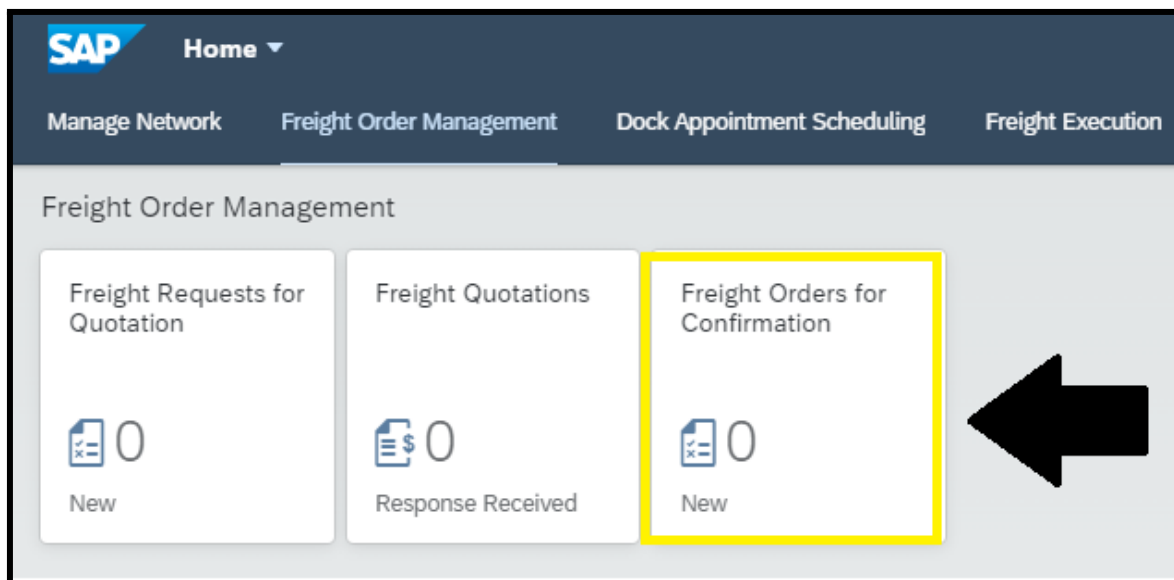 SAP Home
Manage Network Freight Order Management Dock Appointment Scheduling Freight Execution
Freight Order Management
Freight Requests for
Quotation
0
New
Freight Quotations
$ 0
Response Received
Freight Orders for
Confirmation
0
New